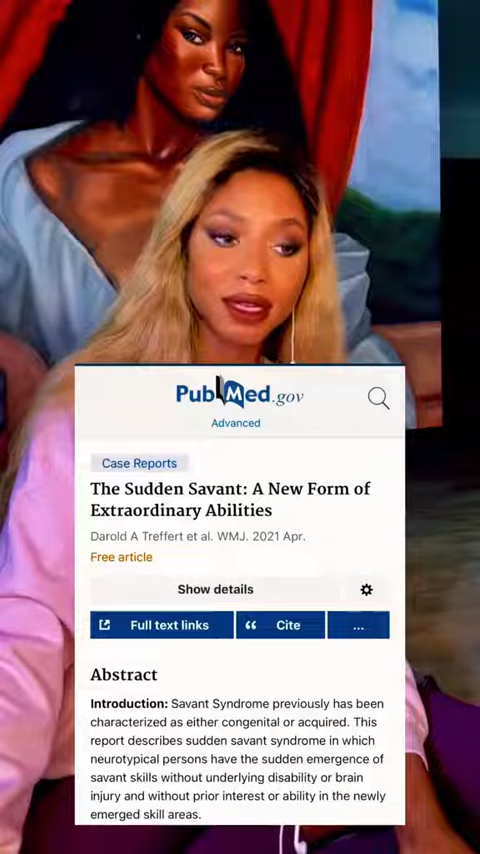 PubMed.gov
Advanced
Case Reports
The Sudden Savant: A New Form of
Extraordinary Abilities
Darold A Treffert et al. WMJ. 2021 Apr.
Free article
Show details
Full text links
Cite
...
Abstract
Introduction: Savant Syndrome previously has been
characterized as either congenital or acquired. This
report describes sudden savant syndrome in which
neurotypical persons have the sudden emergence of
savant skills without underlying disability or brain
injury and without prior interest or ability in the newly
emerged skill areas.